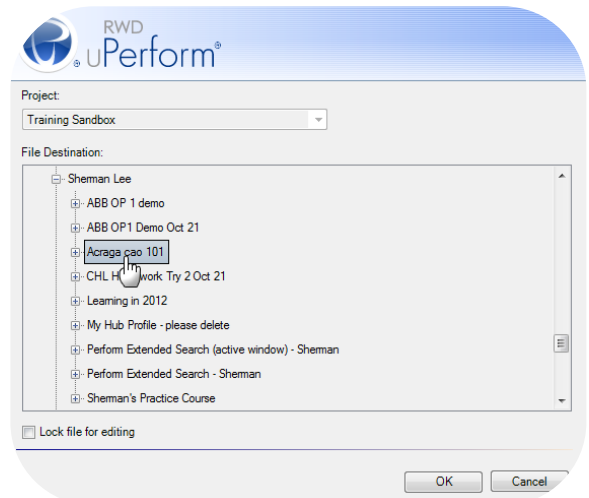 RWD
uPerform®
Project:
Training Sandbox
File Destination:
Sherman Lee
ABB OP 1 demo
ABB OP1 Demo Oct 21
Acraga cao 101
CHL H work Try 2 Oct 21
Learning in 2012
My Hub Profile - please delete
Perform Extended Search (active window) - Sherman
Perform Extended Search - Sherman
Sherman's Practice Course
Lock file for editing
OK
Cancel